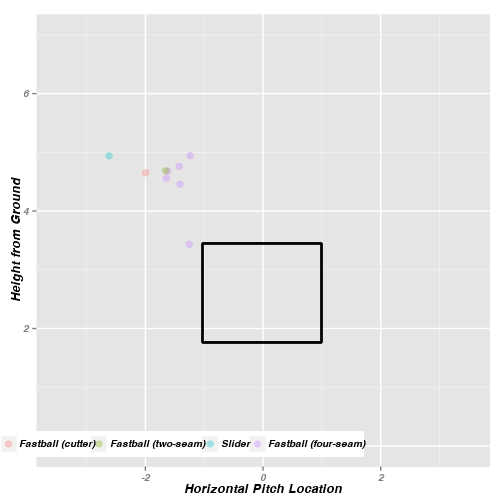 6
4
2
Height from Ground
Fastball (cutter) Fastball (two-seam) Slider Fastball (four-seam)
-2 0 2
Horizontal Pitch Location